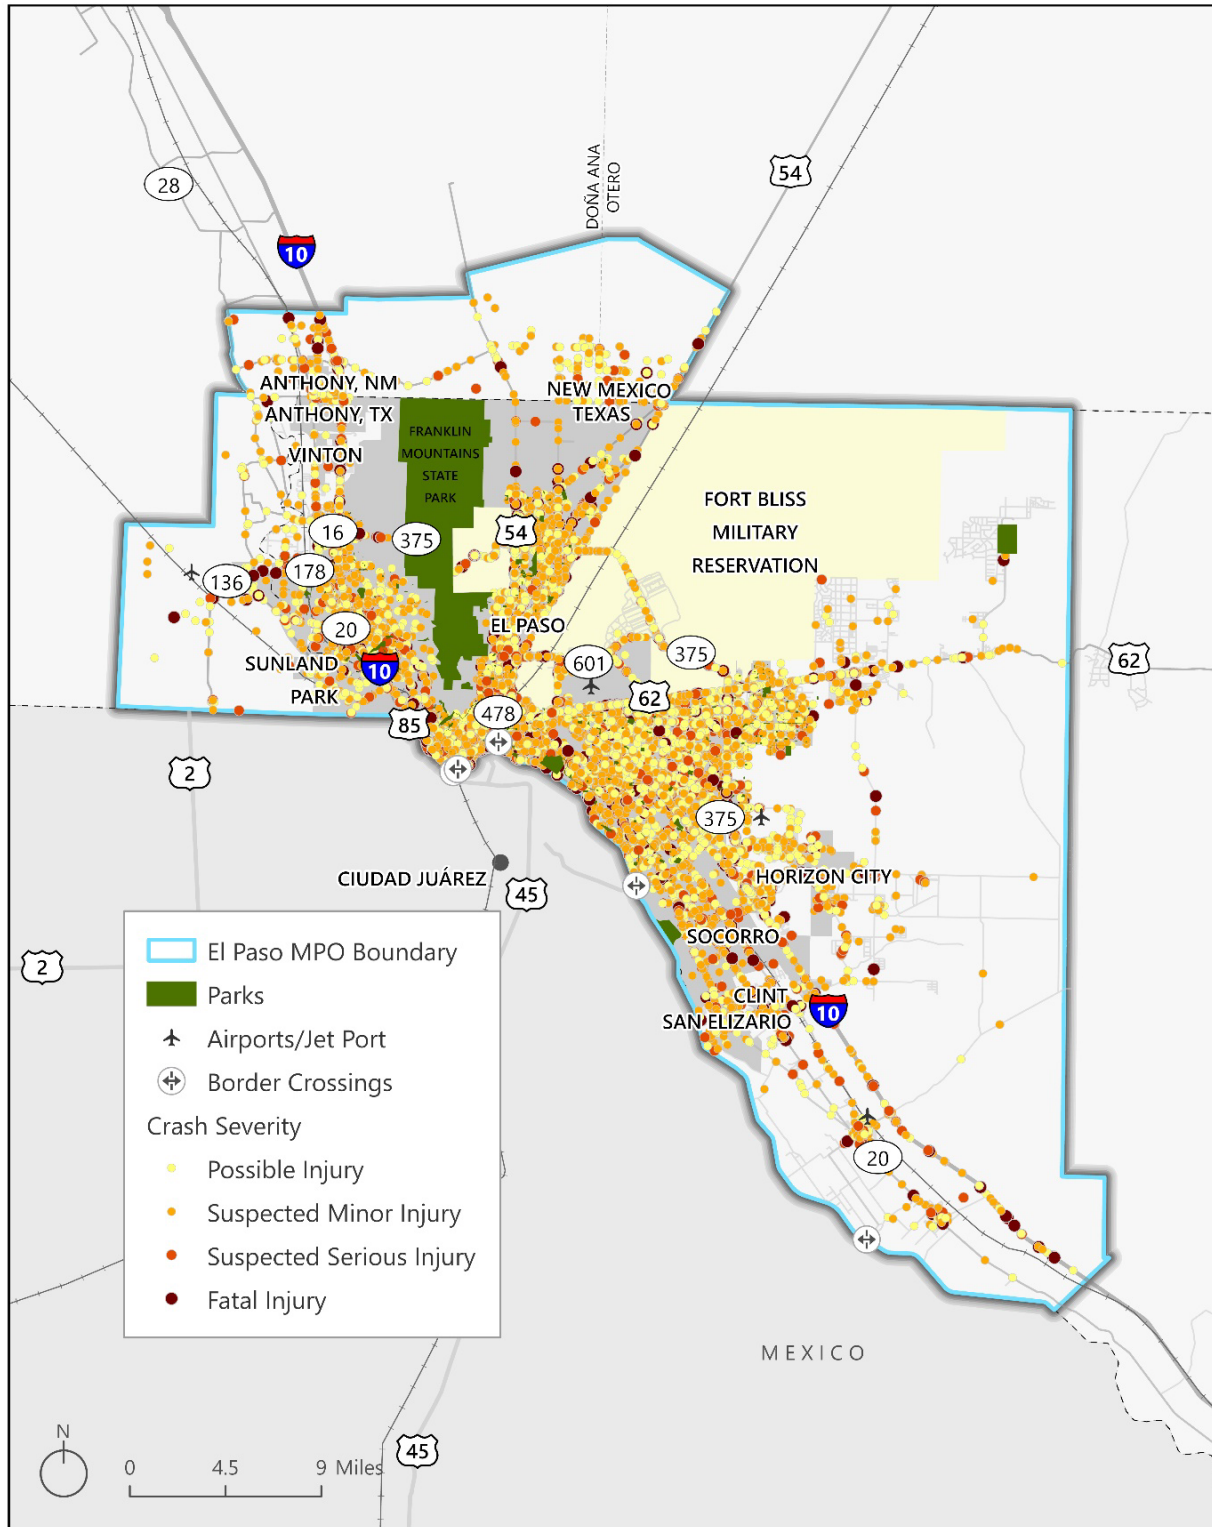 DOÑA ANA
OTERO
54
28
10
ANTHONY, NM
ANTHONY, TX
NEW MEXICO
TEXAS
FRANKLIN
MOUNTAINS
STATE
PARK
VINTON
FORT BLISS
MILITARY
RESERVATION
16
375
54
136
178
20
EL PASO
SUNLAND
PARK
10
601
375
62
62
478
85
2
375
CIUDAD JUÁREZ
45
HORIZON CITY
SOCORRO
CLINT
SAN ELIZARIO
10
2
20
El Paso MPO Boundary
Parks
Airports/Jet Port
Border Crossings
Crash Severity
Possible Injury
Suspected Minor Injury
Suspected Serious Injury
Fatal Injury
MEXICO
45
N
0 4.5 9 Miles